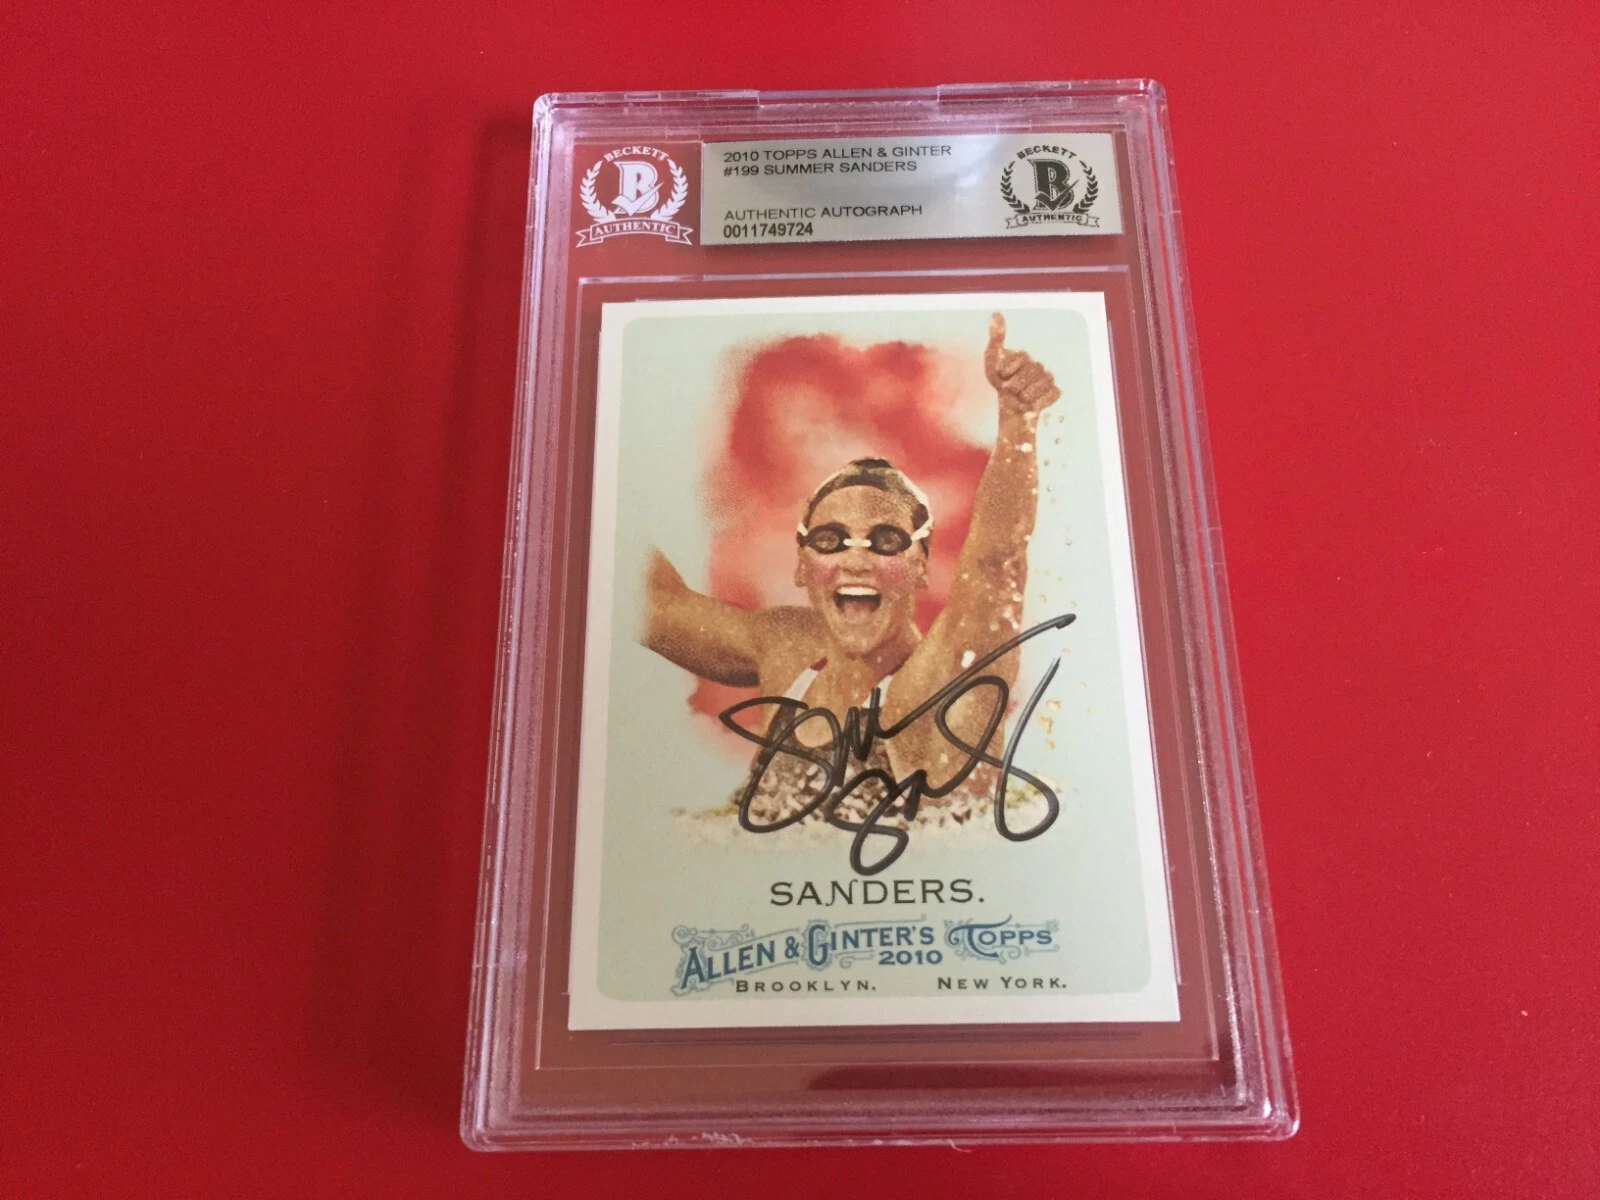 BECKETT
B
AUTHENTIC
2010 TOPPS ALLEN & GINTER
#199 SUMMER SANDERS
AUTHENTIC AUTOGRAPH
0011749724
BECKETT
B
AUTHENTIC
SANDERS.
ALLEN & GINTER'S TOPPS
2010
BROOKLYN. NEW YORK.